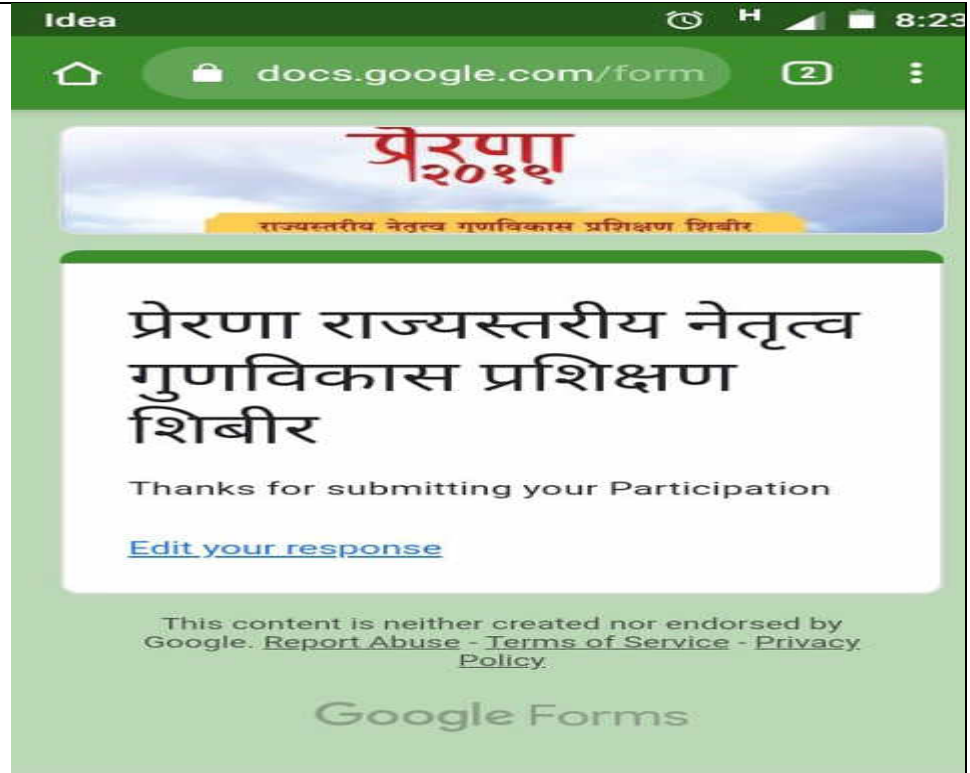 Idea H 8:23
docs.google.com/form 2
प्रेरणा
२०१९
राज्यस्तरीय नेतृत्व गुणविकास प्रशिक्षण शिबीर
प्रेरणा राज्यस्तरीय नेतृत्व
गुणविकास प्रशिक्षण
शिबीर
Thanks for submitting your Participation
Edit your response
This content is neither created nor endorsed by
Google. Report Abuse - Terms of Service - Privacy
Policy
Google Forms